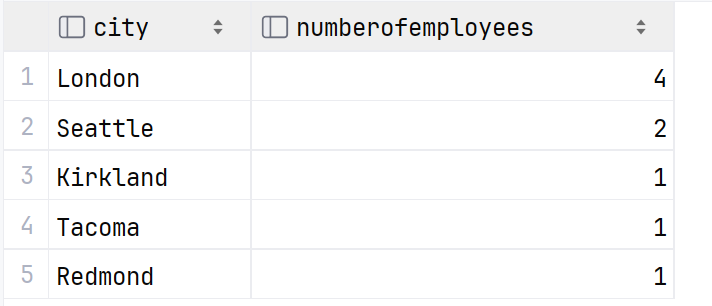 city numberofemployees
1 London 4
2 Seattle 2
3 Kirkland 1
4 Tacoma 1
5 Redmond 1